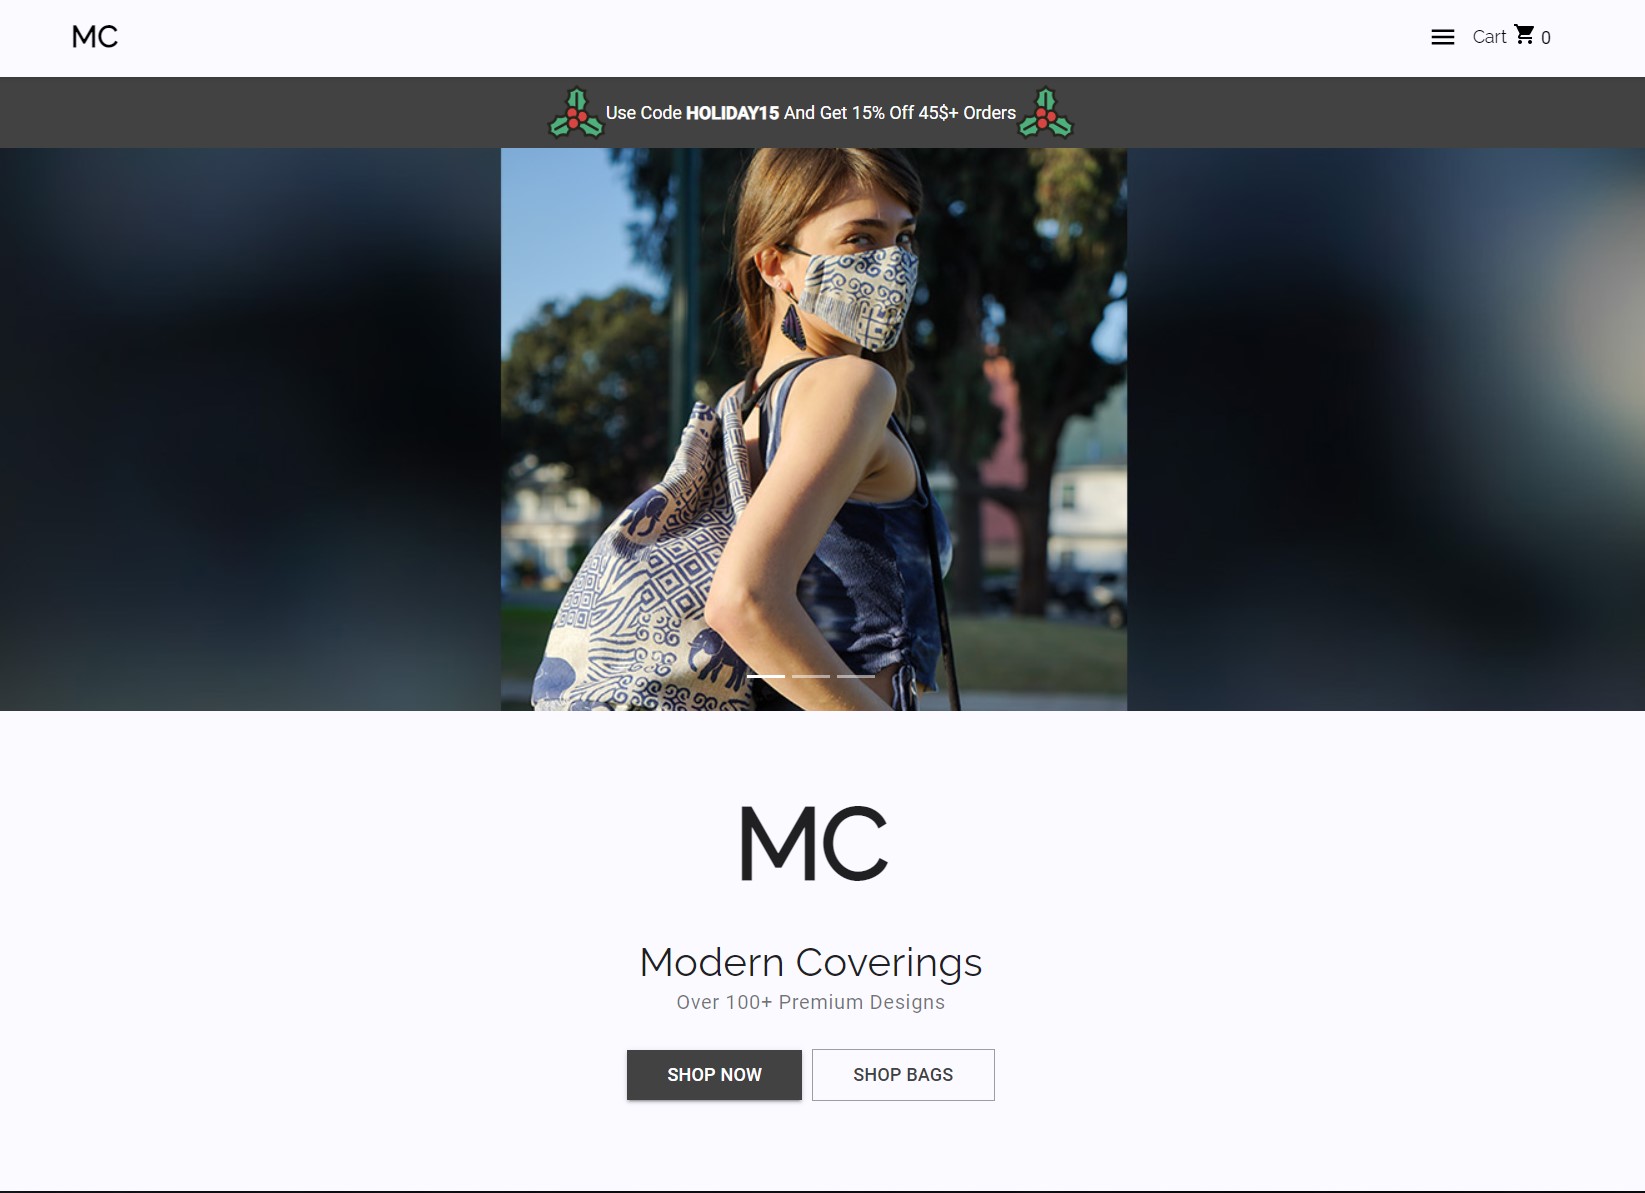 MC
Cart 0
Use Code HOLIDAY15 And Get 15% Off 45$+ Orders
MC
Modern Coverings
Over 100+ Premium Designs
SHOP NOW
SHOP BAGS